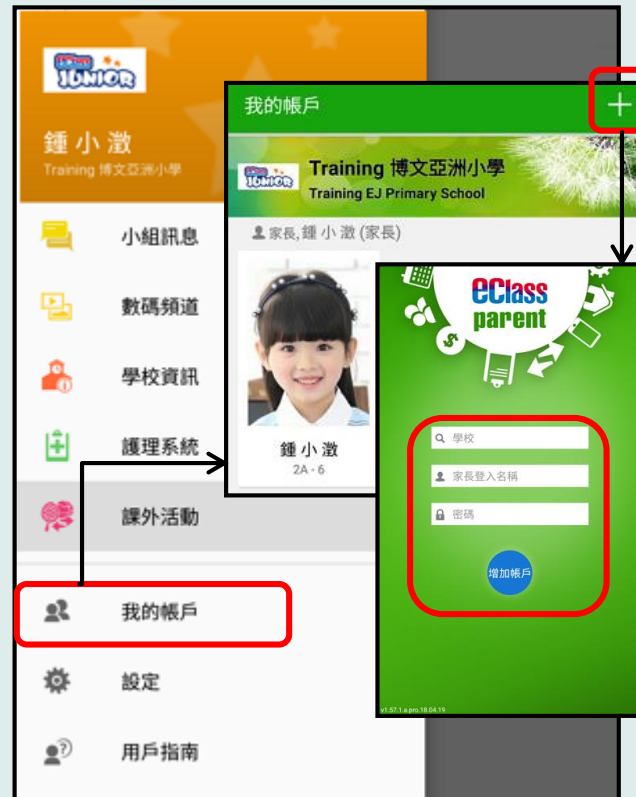 eClass
JUNIOR
鍾小澂
Training 博文亞洲小學
小組訊息
數碼頻道
學校資訊
護理系統
課外活動
我的帳戶
設定
用戶指南
我的帳戶
JUNIOR
Training 博文亞洲小學
Training EJ Primary School
家長,鍾小澂 (家長)
鍾小澂
2A - 6
eClass
parent
學校
家長登入名稱
密碼
增加帳戶
v1.57.1.a.pro.18.04.19